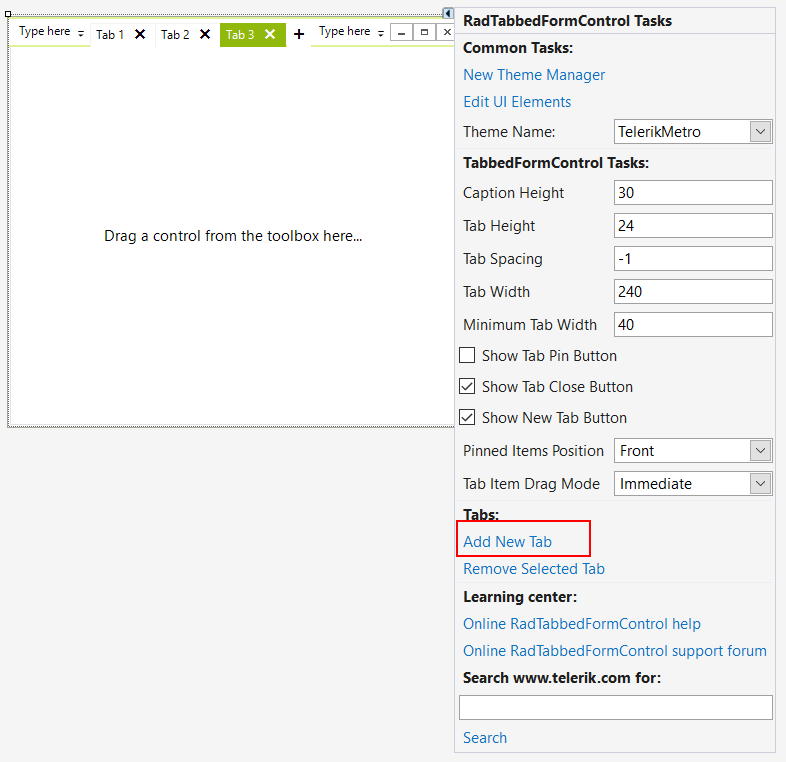 Type here Tab 1 Tab 2 Tab 3 Type here
Drag a control from the toolbox here...
RadTabbedFormControl Tasks
Common Tasks:
New Theme Manager
Edit UI Elements
Theme Name: TelerikMetro
TabbedFormControl Tasks:
Caption Height 30
Tab Height 24
Tab Spacing -1
Tab Width 240
Minimum Tab Width 40
Show Tab Pin Button
Show Tab Close Button
Show New Tab Button
Pinned Items Position Front
Tab Item Drag Mode Immediate
Tabs:
Add New Tab
Remove Selected Tab
Learning center:
Online RadTabbedFormControl help
Online RadTabbedFormControl support forum
Search www.telerik.com for:
Search